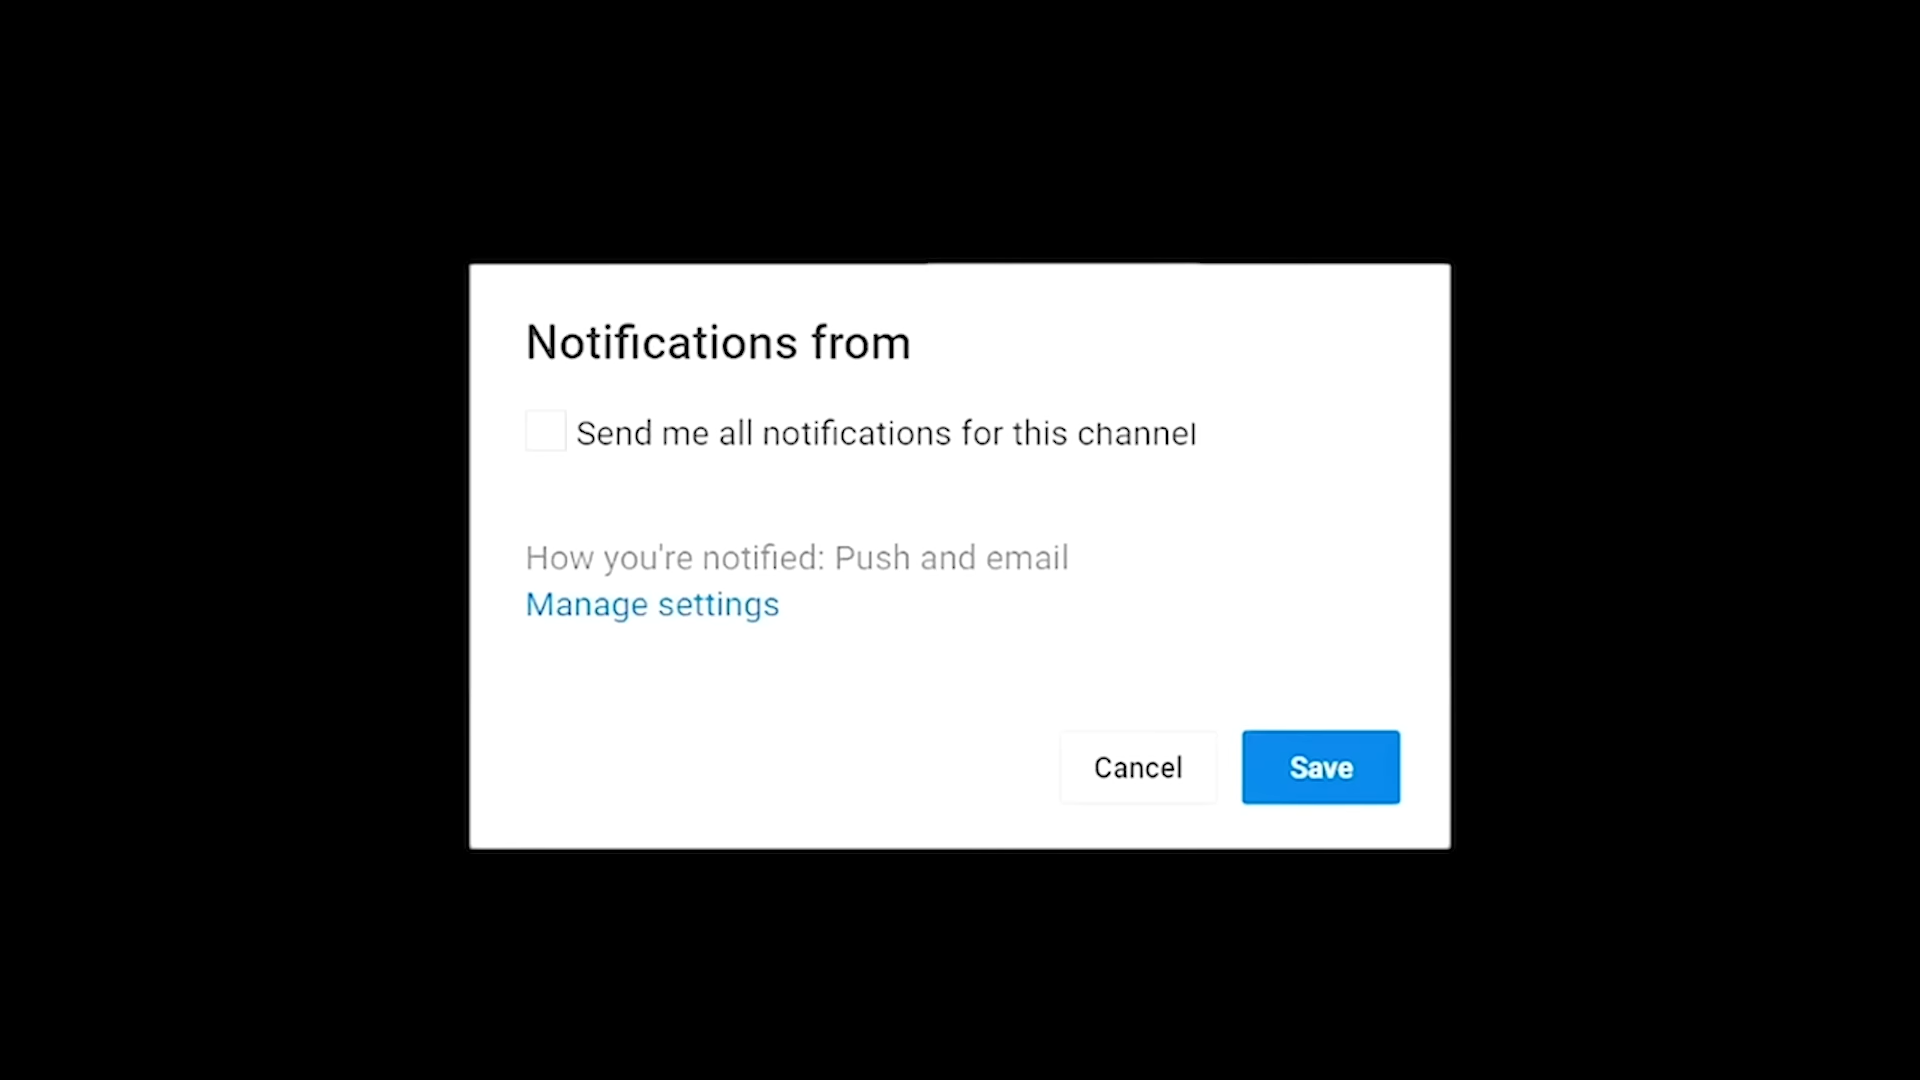 Notifications from
Send me all notifications for this channel
How you're notified: Push and email
Manage settings
Cancel
Save